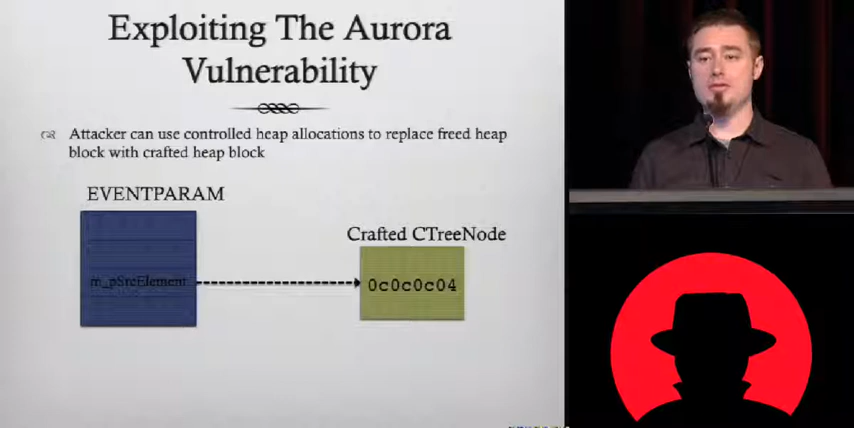 Exploiting The Aurora
Vulnerability
Attacker can use controlled heap allocations to replace freed heap
block with crafted heap block
EVENTPARAM
Crafted CTreeNode
m_pSrcElement
0c0c0c04